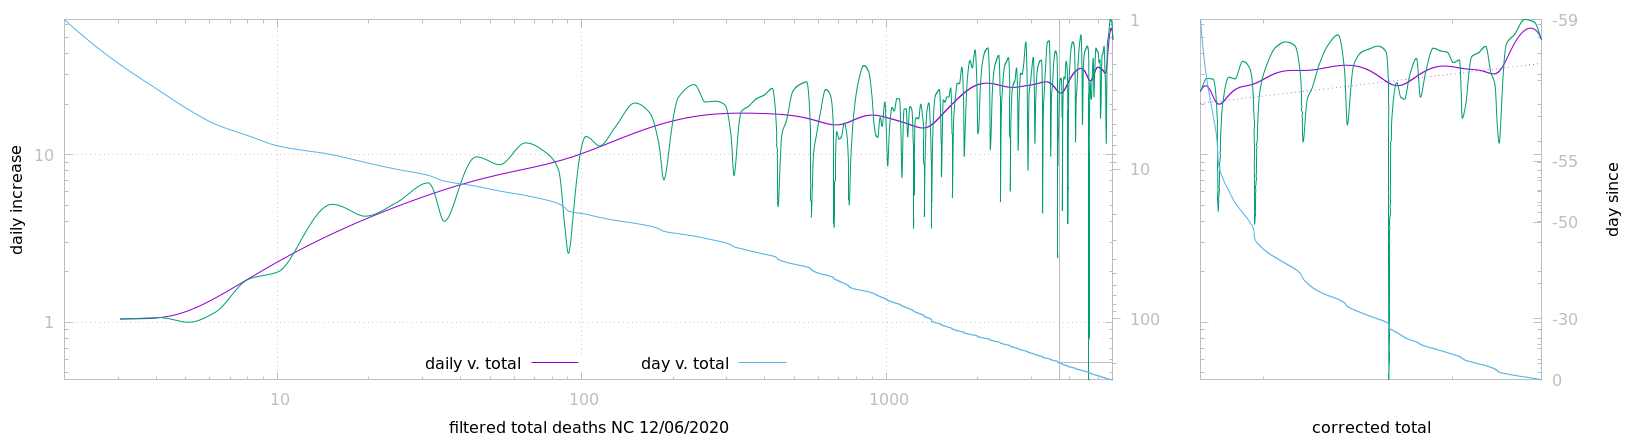 daily increase
10
1
daily v. total
day v. total
10
100
1000
filtered total deaths NC 12/06/2020
1
10
100
-59
-55
-50
-30
0
day since
corrected total